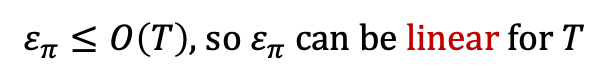 ε_π ≤ O(T), so ε_π can be linear for T